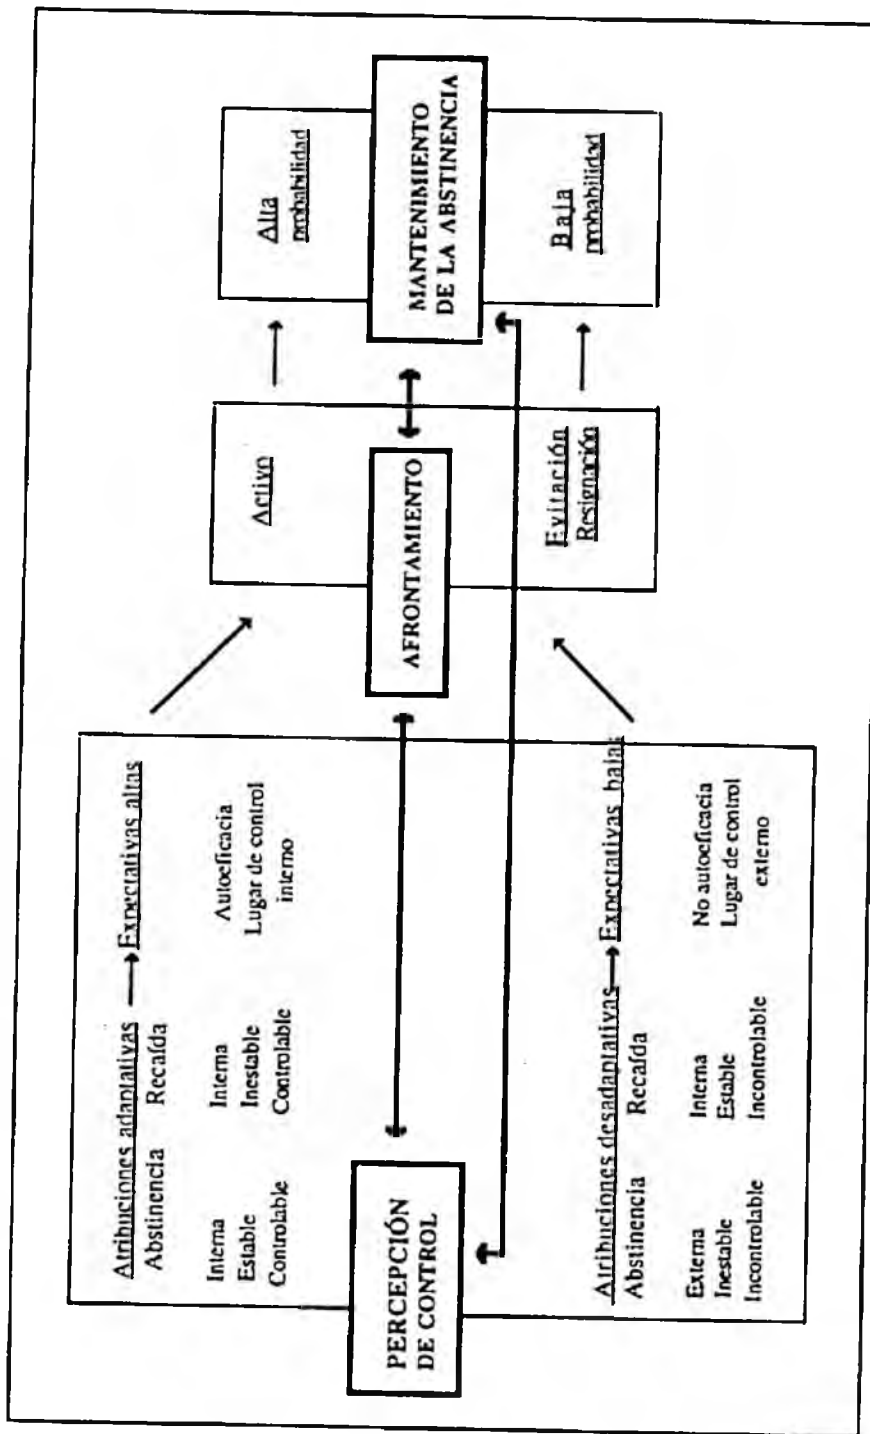 Atribuciones adaptativas → Expectativas altas
Abstinencia Recaída
Interna Interna Autoeficacia
Estable Inestable Lugar de control
Controlable Controlable interno
PERCEPCIÓN
DE CONTROL
Atribuciones desadaptativas → Expectativas bajas
Abstinencia Recaída
Externa Interna No autoeficacia
Inestable Estable Lugar de control
Incontrolable Incontrolable externo
Activo
AFRONTAMIENTO
Evitación
Resignación
Alta
probabilidad
MANTENIMIENTO
DE LA ABSTINENCIA
Baja
probabilidad